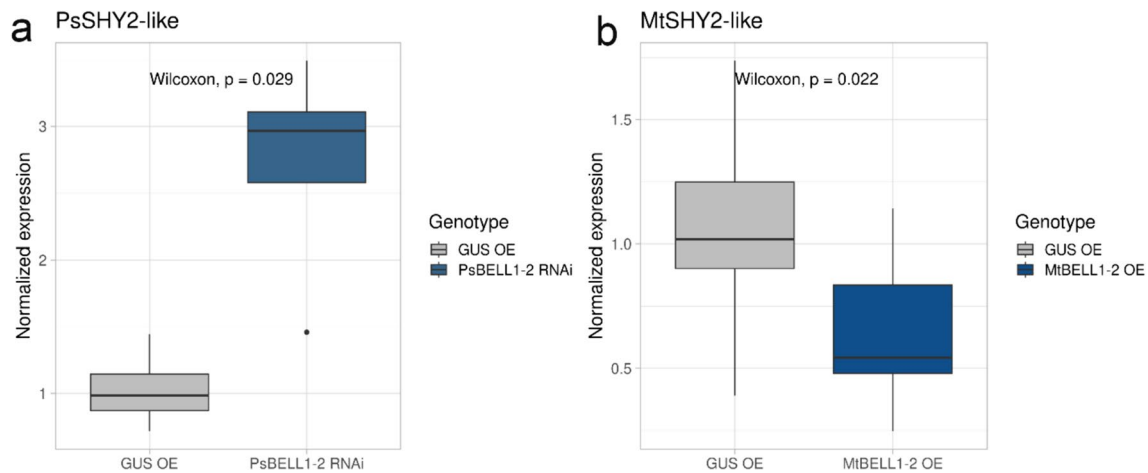 a PsSHY2-like
Wilcoxon, p = 0.029
Normalized expression
3
2
1
GUS OE PsBELL1-2 RNAi
Genotype
GUS OE
PsBELL1-2 RNAi
b MtSHY2-like
Wilcoxon, p = 0.022
Normalized expression
1.5
1.0
0.5
GUS OE MtBELL1-2 OE
Genotype
GUS OE
MtBELL1-2 OE